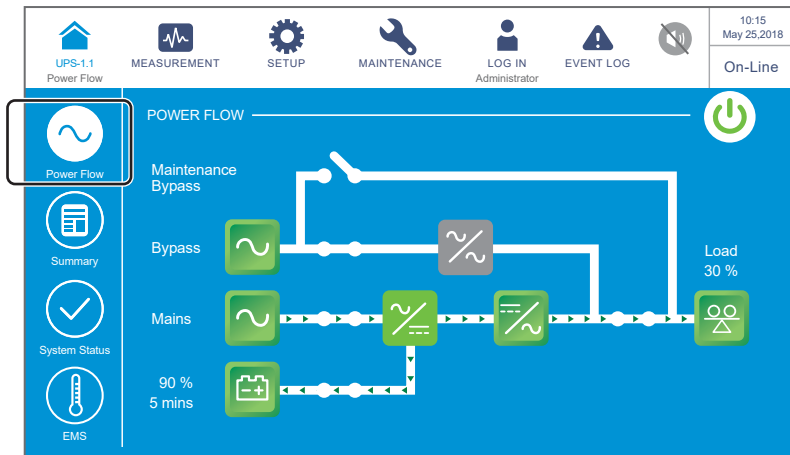 UPS-1.1
Power Flow
MEASUREMENT
SETUP
MAINTENANCE
LOG IN
Administrator
EVENT LOG
10:15
May 25,2018
On-Line
Power Flow
Summary
System Status
EMS
POWER FLOW
Maintenance
Bypass
Bypass
Mains
90 %
5 mins
Load
30 %